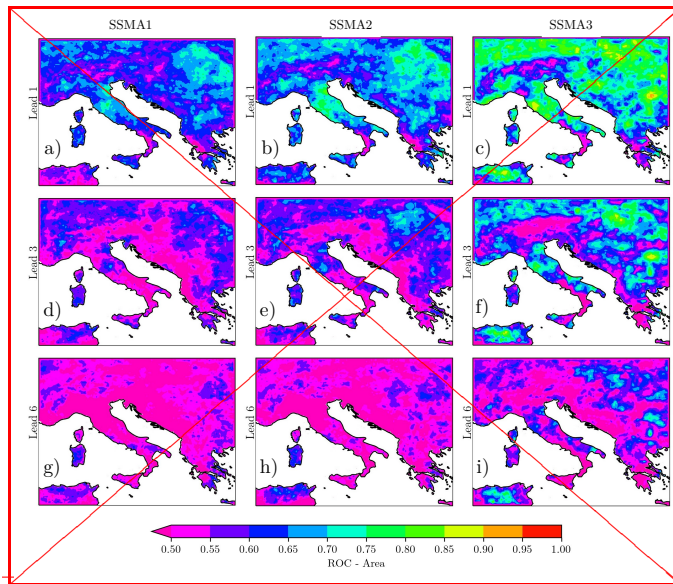 SSMA1 SSMA2 SSMA3
Lead 1 Lead 1 Lead 1
a) b) c)
Lead 3 Lead 3 Lead 3
d) e) f)
Lead 6 Lead 6 Lead 6
g) h) i)
0.50 0.55 0.60 0.65 0.70 0.75 0.80 0.85 0.90 0.95 1.00
ROC - Area